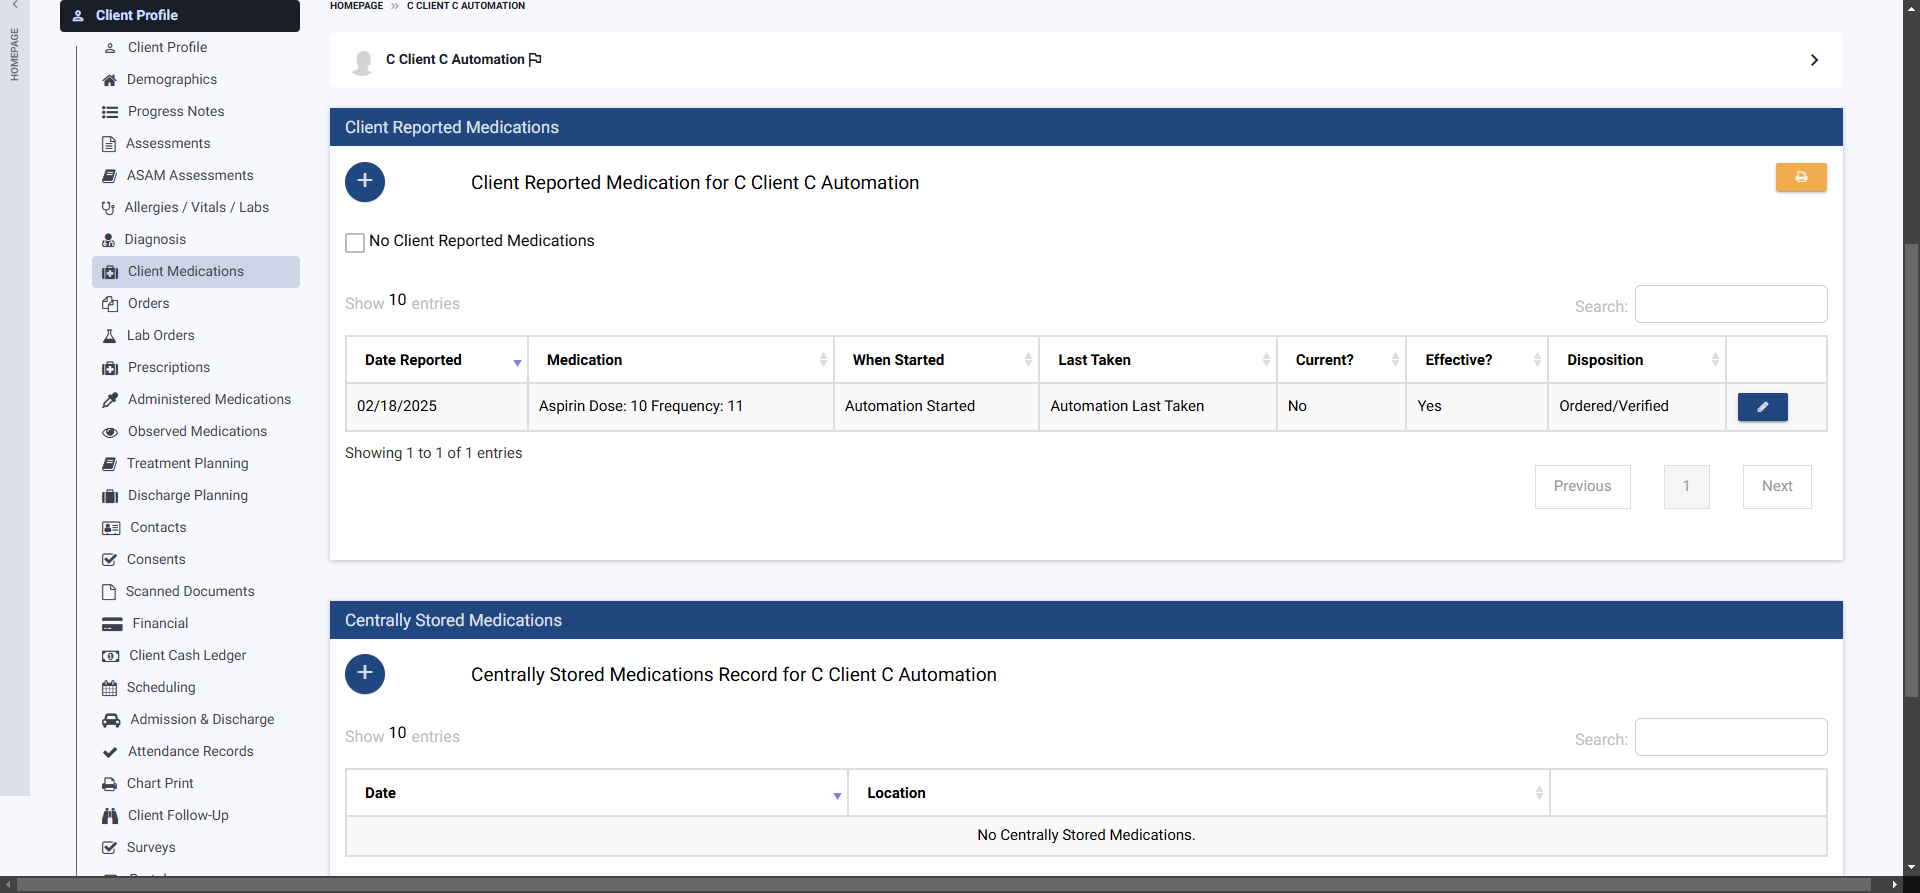 HOMEPAGE
Client Profile
Client Profile
Demographics
Progress Notes
Assessments
ASAM Assessments
Allergies / Vitals / Labs
Diagnosis
Client Medications
Orders
Lab Orders
Prescriptions
Administered Medications
Observed Medications
Treatment Planning
Discharge Planning
Contacts
Consents
Scanned Documents
Financial
Client Cash Ledger
Scheduling
Admission & Discharge
Attendance Records
Chart Print
Client Follow-Up
Surveys
HOMEPAGE » C CLIENT C AUTOMATION
C Client C Automation
Client Reported Medications
Client Reported Medication for C Client C Automation
No Client Reported Medications
Show 10 entries
Search:
Date Reported Medication When Started Last Taken Current? Effective? Disposition
02/18/2025 Aspirin Dose: 10 Frequency: 11 Automation Started Automation Last Taken No Yes Ordered/Verified
Showing 1 to 1 of 1 entries
Previous 1 Next
Centrally Stored Medications
Centrally Stored Medications Record for C Client C Automation
Show 10 entries
Search:
Date Location
No Centrally Stored Medications.